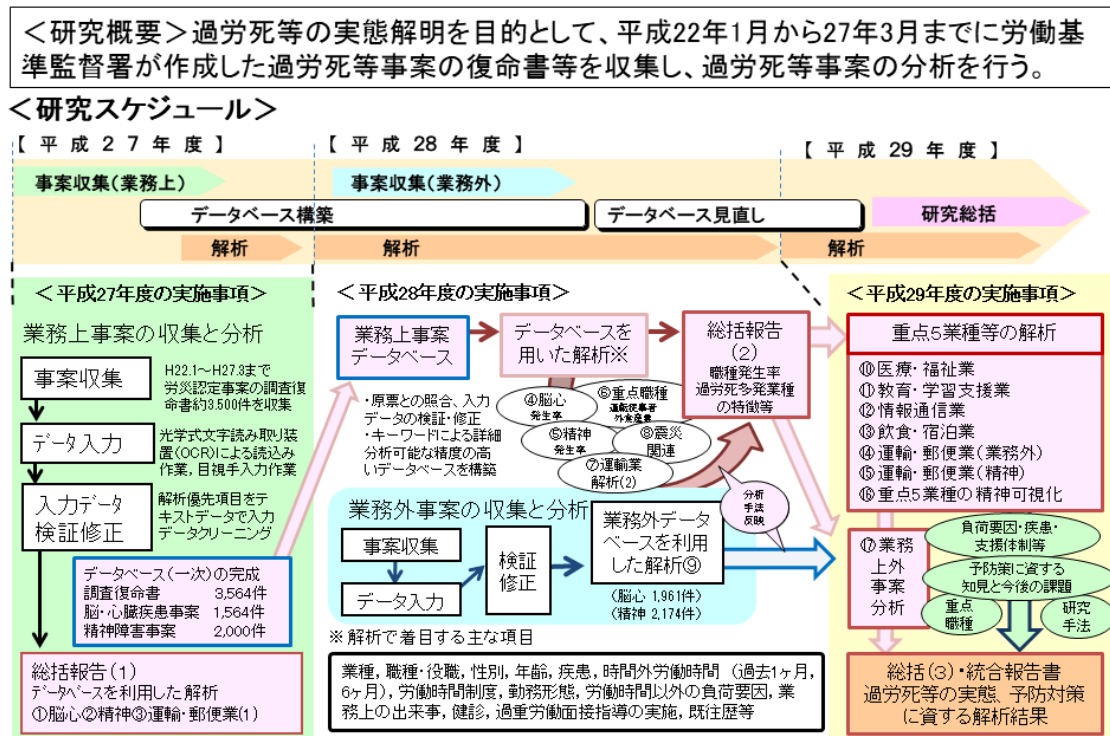 ＜研究概要＞過労死等の実態解明を目的として、平成22年1月から27年3月までに労働基
準監督署が作成した過労死等事案の復命書等を収集し、過労死等事案の分析を行う。
＜研究スケジュール＞
【平成27年度】
【平成28年度】
【平成29年度】
事案収集(業務上)
事案収集(業務外)
データベース構築
データベース見直し
研究総括
解析
解析
解析
＜平成27年度の実施事項＞
業務上事案の収集と分析
事案収集
H22.1～H27.3まで
労災認定事案の調査復
命書約3,500件を収集
データ入力
光学式文字読み取り装
置(OCR)による読込み
作業,目視手入力作業
入力データ
検証修正
解析優先項目をテ
キストデータで入力
データクリーニング
データベース(一次)の完成
調査復命書 3,564件
脳・心臓疾患事案 1,564件
精神障害事案 2,000件
総括報告(1)
データベースを利用した解析
①脳心②精神③運輸・郵便業(1)
＜平成28年度の実施事項＞
業務上事案
データベース
データベースを
用いた解析※
総括報告
(2)
職種発生率
過労死多発業種
の特徴等
・原票との照合、入力
データの検証・修正
・キーワードによる詳細
分析可能な精度の高
いデータベースを構築
④脳心
発生率
⑥重点職種
運転従事者
外食産業
⑤精神
発生率
⑧震災
関連
⑦運輸業
解析(2)
分析
手法
反映
業務外事案の収集と分析
事案収集
データ入力
検証
修正
業務外データ
ベースを利用
した解析⑨
(脳心 1,961件)
(精神 2,174件)
※解析で着目する主な項目
業種,職種・役職,性別,年齢,疾患,時間外労働時間 (過去1ヶ月,
6ヶ月),労働時間制度,勤務形態,労働時間以外の負荷要因,業
務上の出来事,健診,過重労働面接指導の実施,既往歴等
＜平成29年度の実施事項＞
重点5業種等の解析
⑩医療・福祉業
⑪教育・学習支援業
⑫情報通信業
⑬飲食・宿泊業
⑭運輸・郵便業(業務外)
⑮運輸・郵便業(精神)
⑯重点5業種の精神可視化
⑰業務
上外
事案
分析
負荷要因・疾患・
支援体制等
予防策に資する
知見と今後の課題
重点
職種
研究
手法
総括(3)・統合報告書
過労死等の実態、予防対策
に資する解析結果